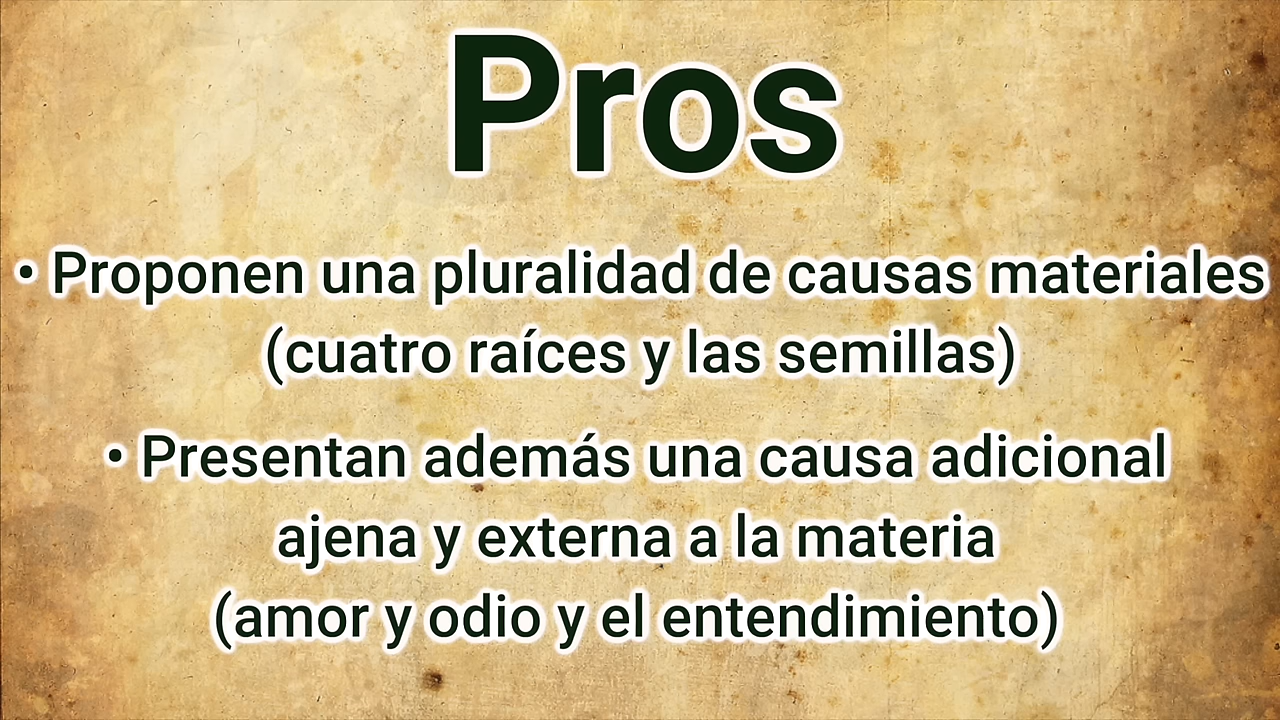 Pros
• Proponen una pluralidad de causas materiales
(cuatro raíces y las semillas)
• Presentan además una causa adicional
ajena y externa a la materia
(amor y odio y el entendimiento)